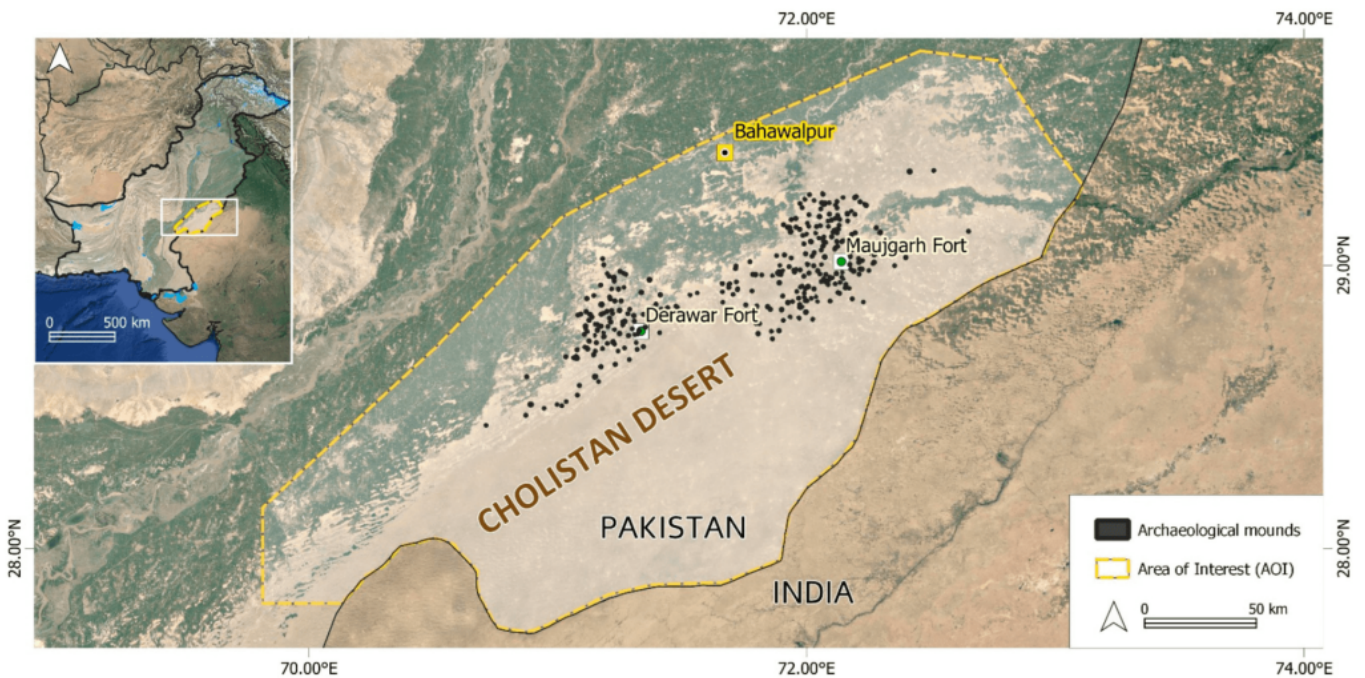 72.00°E
74.00°E
Bahawalpur
Maujgarh Fort
29.00°N
29.00°N
0 500 km
Derawar Fort
CHOLISTAN DESERT
PAKISTAN
28.00°N
28.00°N
INDIA
Archaeological mounds
Area of Interest (AOI)
0 50 km
70.00°E
72.00°E
74.00°E